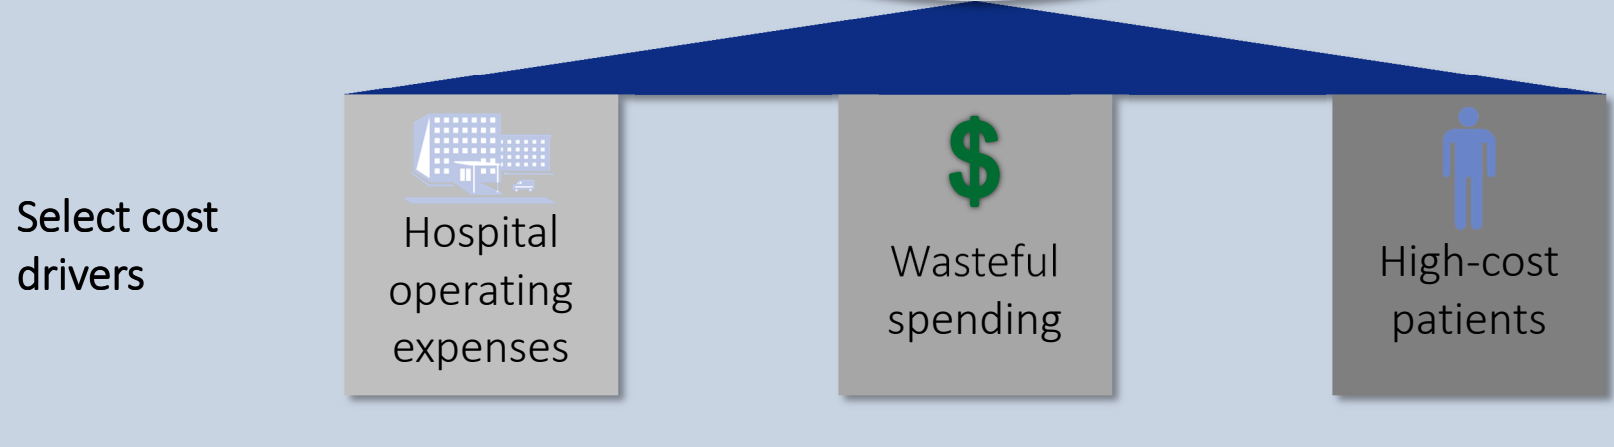 Select cost
drivers
Hospital
operating
expenses
$
Wasteful
spending
High-cost
patients